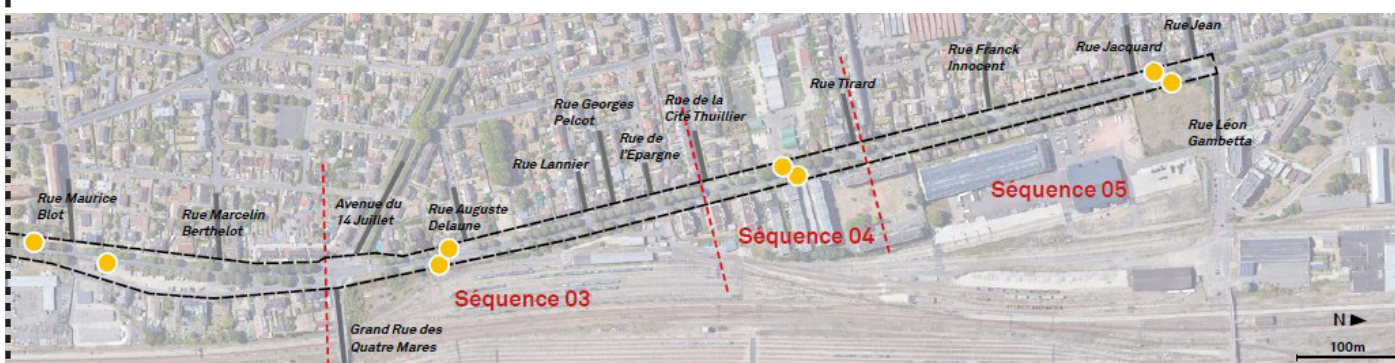 Rue Maurice
Blot
Rue Marcelin
Berthelot
Avenue du
14 Juillet
Grand Rue des
Quatre Mares
Rue Auguste
Delaune
Séquence 03
Rue Lannier
Rue Georges
Pelcot
Rue de
l'Epargne
Rue de la
Cité Thuillier
Séquence 04
Rue Tirard
Rue Franck
Innocent
Séquence 05
Rue Jacquard
Rue Jean
Rue Léon
Gambetta
N
100m